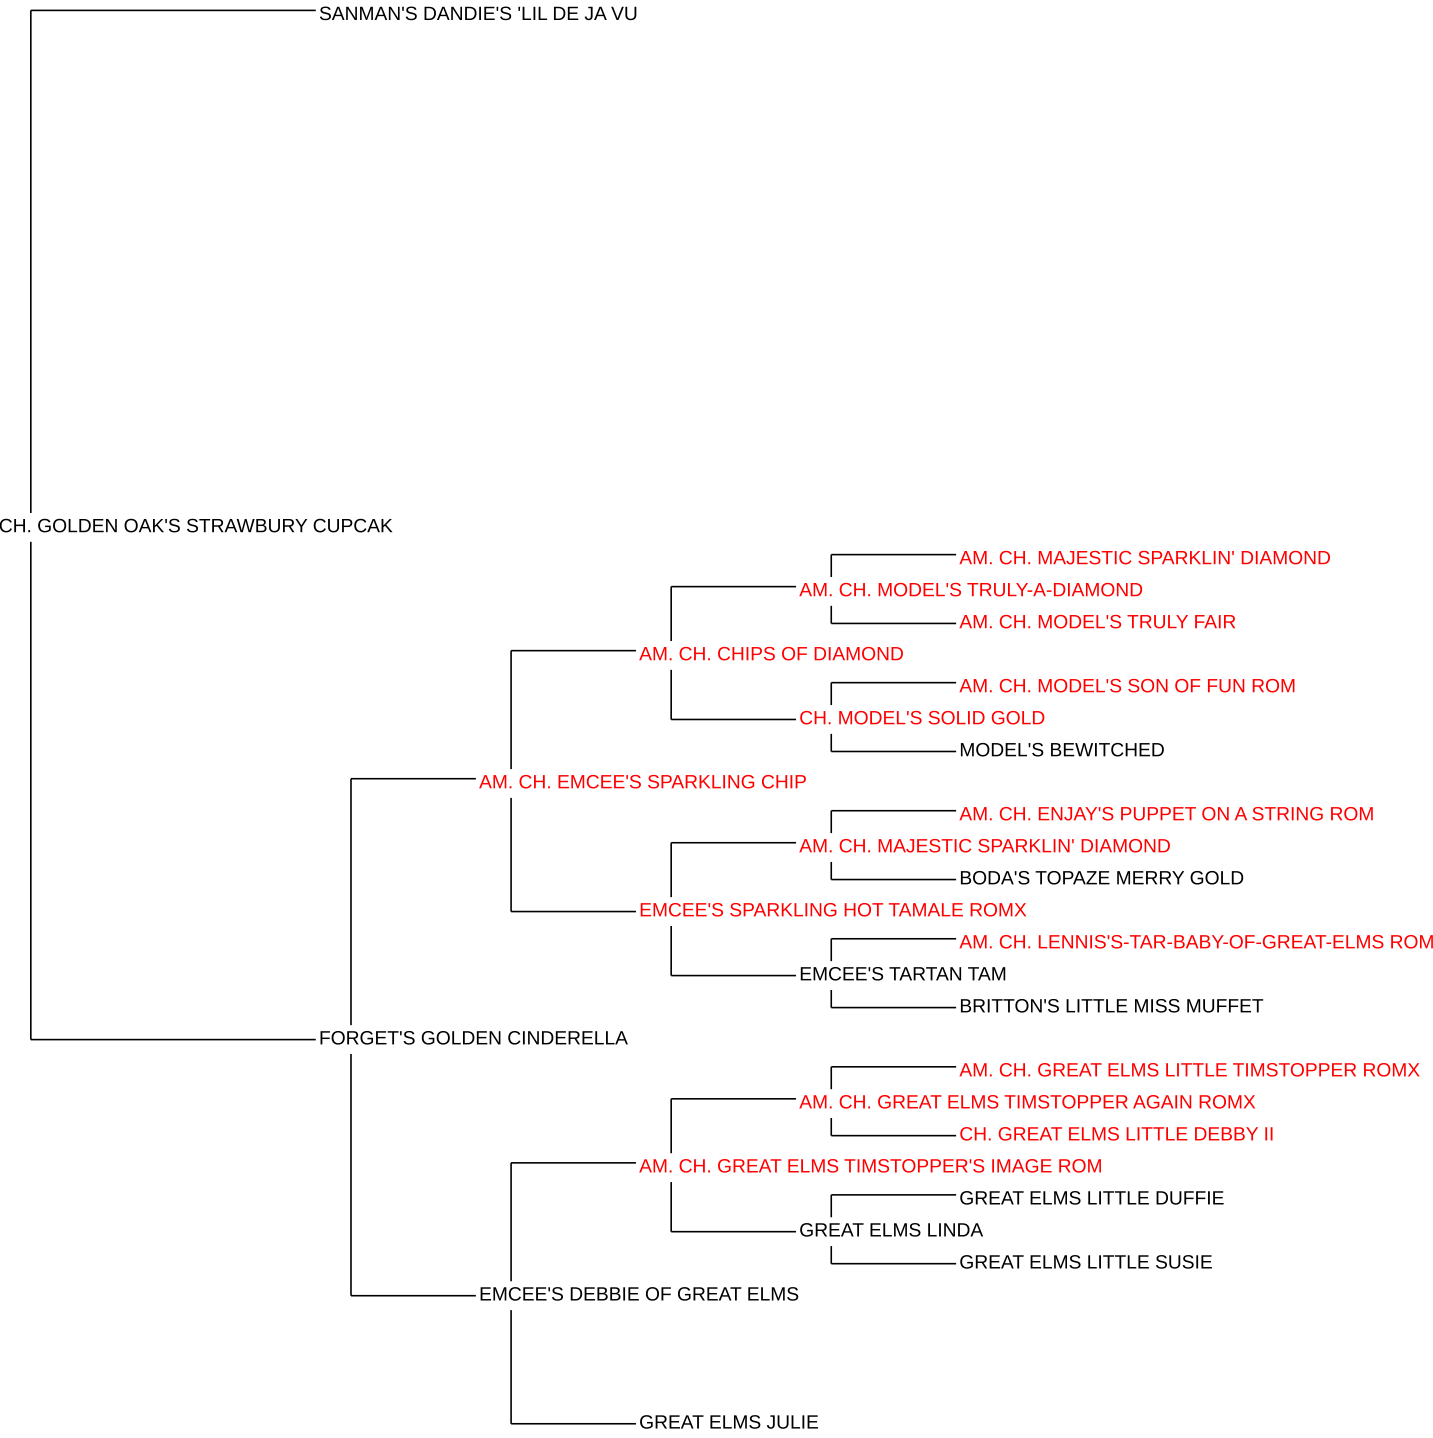 SANMAN'S DANDIE'S 'LIL DE JA VU
CH. GOLDEN OAK'S STRAWBURY CUPCAK
AM. CH. MAJESTIC SPARKLIN' DIAMOND
AM. CH. MODEL'S TRULY-A-DIAMOND
AM. CH. MODEL'S TRULY FAIR
AM. CH. CHIPS OF DIAMOND
AM. CH. MODEL'S SON OF FUN ROM
CH. MODEL'S SOLID GOLD
MODEL'S BEWITCHED
AM. CH. EMCEE'S SPARKLING CHIP
AM. CH. ENJAY'S PUPPET ON A STRING ROM
AM. CH. MAJESTIC SPARKLIN' DIAMOND
BODA'S TOPAZE MERRY GOLD
EMCEE'S SPARKLING HOT TAMALE ROMX
AM. CH. LENNIS'S-TAR-BABY-OF-GREAT-ELMS ROM
EMCEE'S TARTAN TAM
BRITTON'S LITTLE MISS MUFFET
FORGET'S GOLDEN CINDERELLA
AM. CH. GREAT ELMS LITTLE TIMSTOPPER ROMX
AM. CH. GREAT ELMS TIMSTOPPER AGAIN ROMX
CH. GREAT ELMS LITTLE DEBBY II
AM. CH. GREAT ELMS TIMSTOPPER'S IMAGE ROM
GREAT ELMS LITTLE DUFFIE
GREAT ELMS LINDA
GREAT ELMS LITTLE SUSIE
EMCEE'S DEBBIE OF GREAT ELMS
GREAT ELMS JULIE